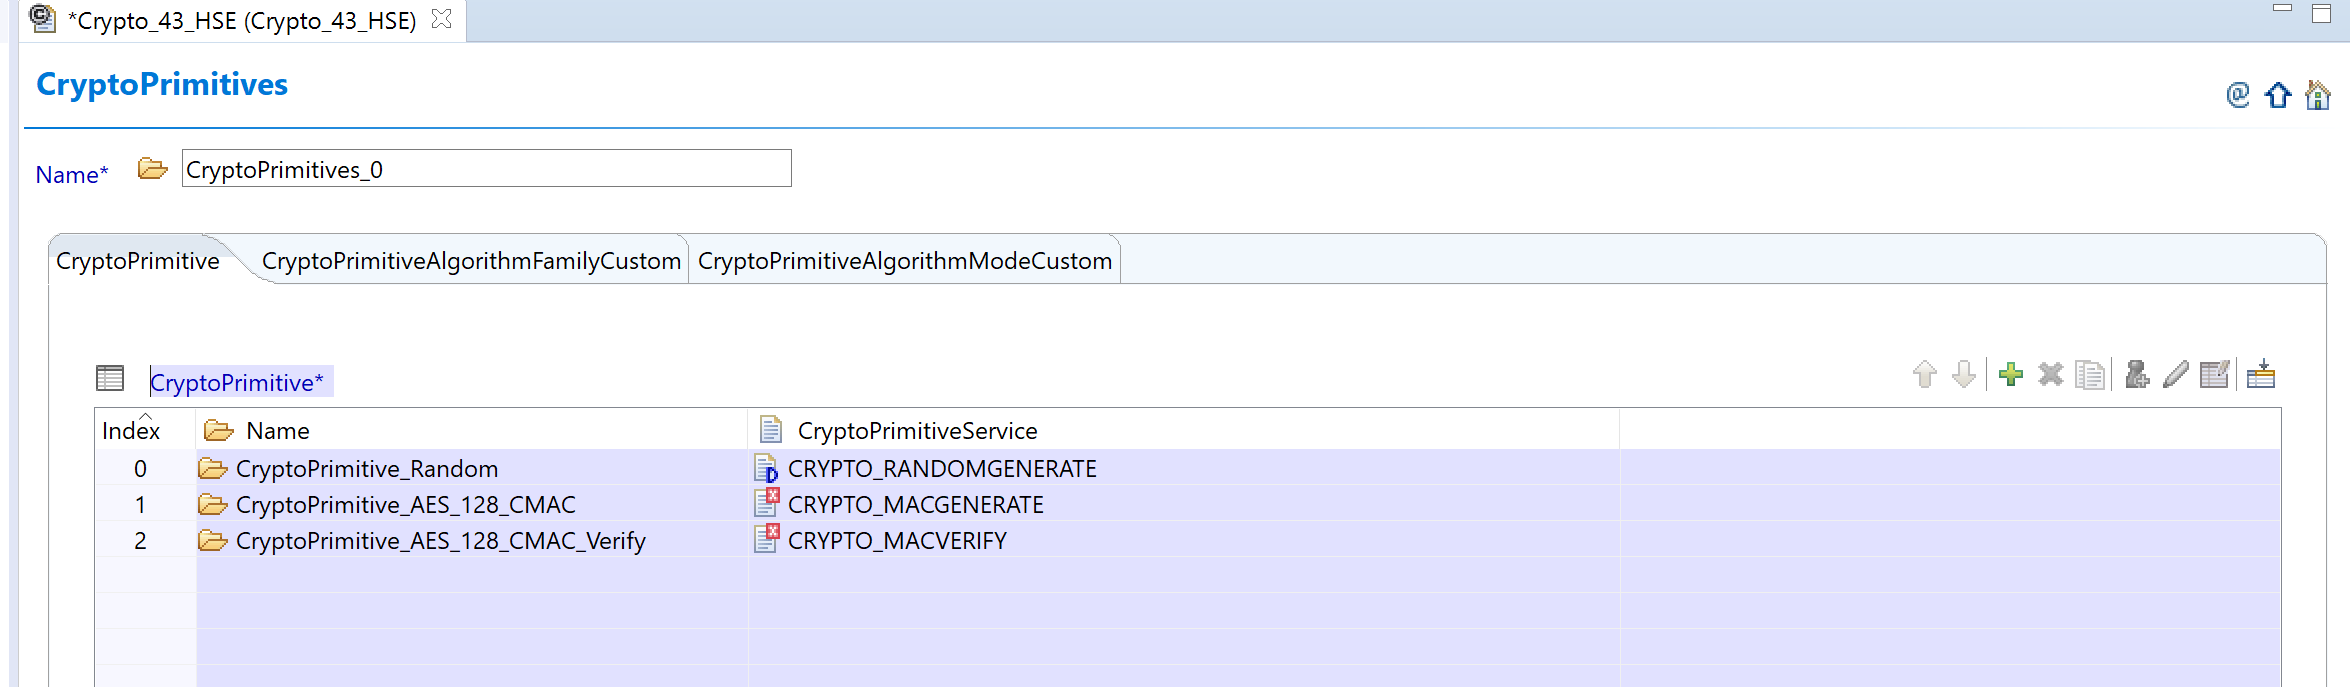 *Crypto_43_HSE (Crypto_43_HSE)
CryptoPrimitives
Name* CryptoPrimitives_0
CryptoPrimitive CryptoPrimitiveAlgorithmFamilyCustom CryptoPrimitiveAlgorithmModeCustom
CryptoPrimitive*
Index Name CryptoPrimitiveService
0 CryptoPrimitive_Random CRYPTO_RANDOMGENERATE
1 CryptoPrimitive_AES_128_CMAC CRYPTO_MACGENERATE
2 CryptoPrimitive_AES_128_CMAC_Verify CRYPTO_MACVERIFY